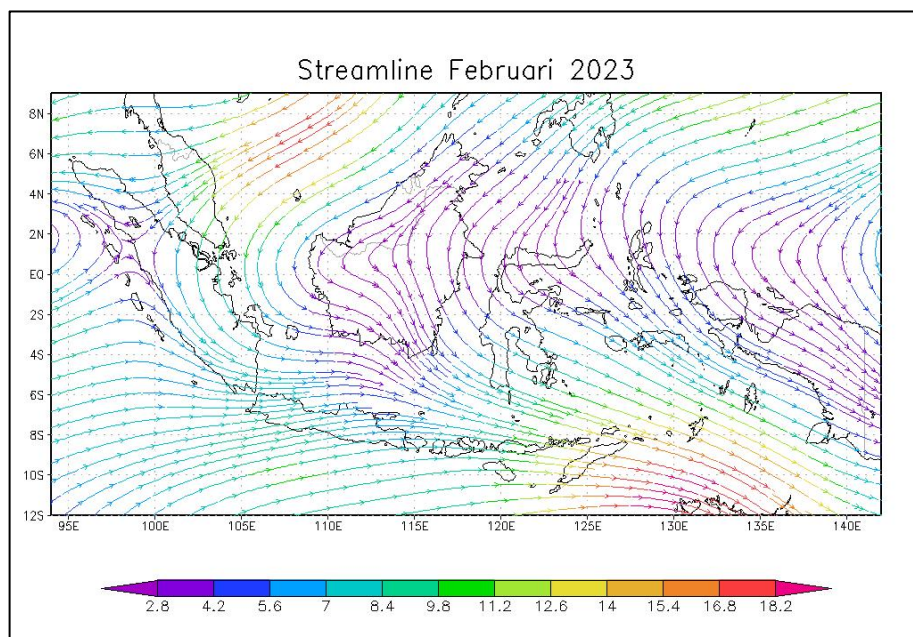 Streamline Februari 2023
8N
6N
4N
2N
EQ
2S
4S
6S
8S
10S
12S
95E 100E 105E 110E 115E 120E 125E 130E 135E 140E
2.8 4.2 5.6 7 8.4 9.8 11.2 12.6 14 15.4 16.8 18.2